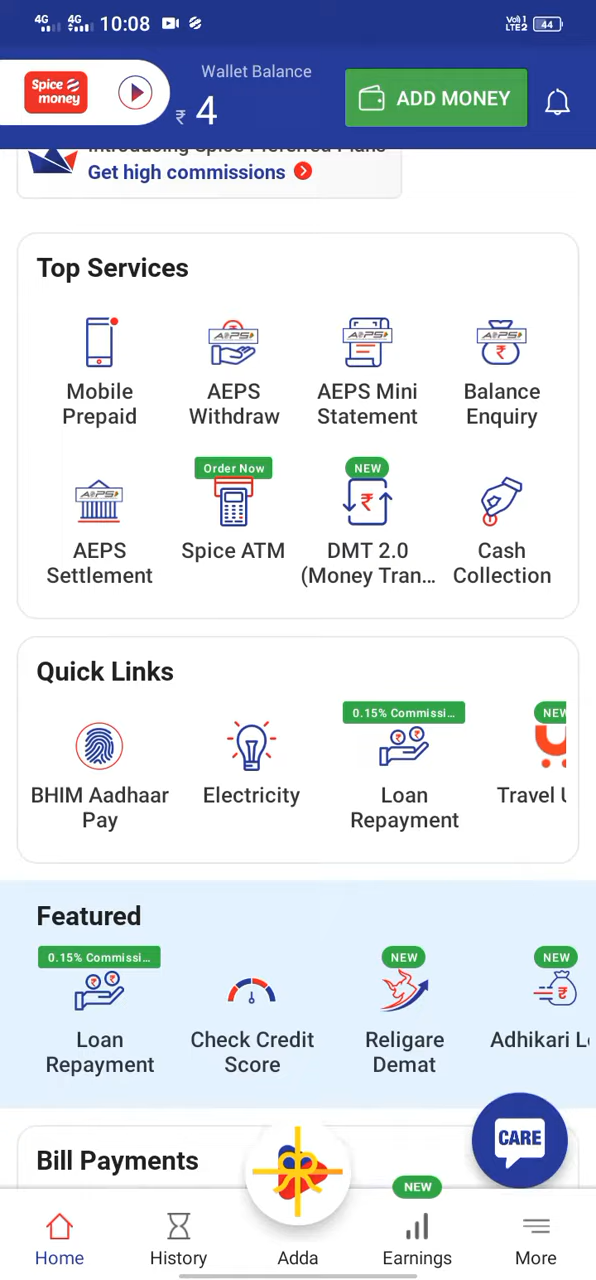 4G 4G 10:08 Vo) 1 LTE2 44
Spice money
Wallet Balance
₹ 4
ADD MONEY
Introducing Spice Preferred Plans
Get high commissions
Top Services
Mobile Prepaid
AEPS Withdraw
AEPS Mini Statement
Balance Enquiry
AEPS Settlement
Order Now
Spice ATM
NEW
DMT 2.0 (Money Tran...
Cash Collection
Quick Links
BHIM Aadhaar Pay
Electricity
0.15% Commissi...
Loan Repayment
NEW
Travel U
Featured
0.15% Commissi...
Loan Repayment
Check Credit Score
NEW
Religare Demat
NEW
Adhikari Lo
CARE
Bill Payments
NEW
Home
History
Adda
Earnings
More